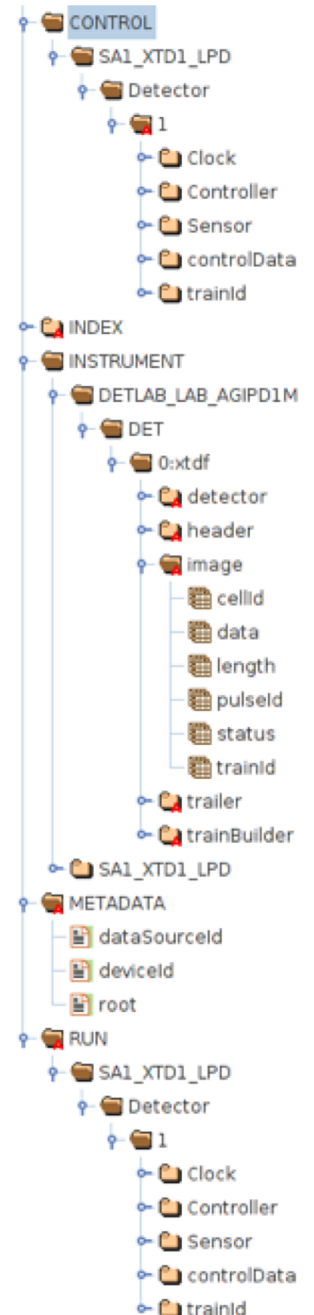 CONTROL
SA1_XTD1_LPD
Detector
1
Clock
Controller
Sensor
controlData
trainId
INDEX
INSTRUMENT
DETLAB_LAB_AGIPD1M
DET
0:xtdf
detector
header
image
cellId
data
length
pulseId
status
trainId
trailer
trainBuilder
SA1_XTD1_LPD
METADATA
dataSourceId
deviceId
root
RUN
SA1_XTD1_LPD
Detector
1
Clock
Controller
Sensor
controlData
trainId